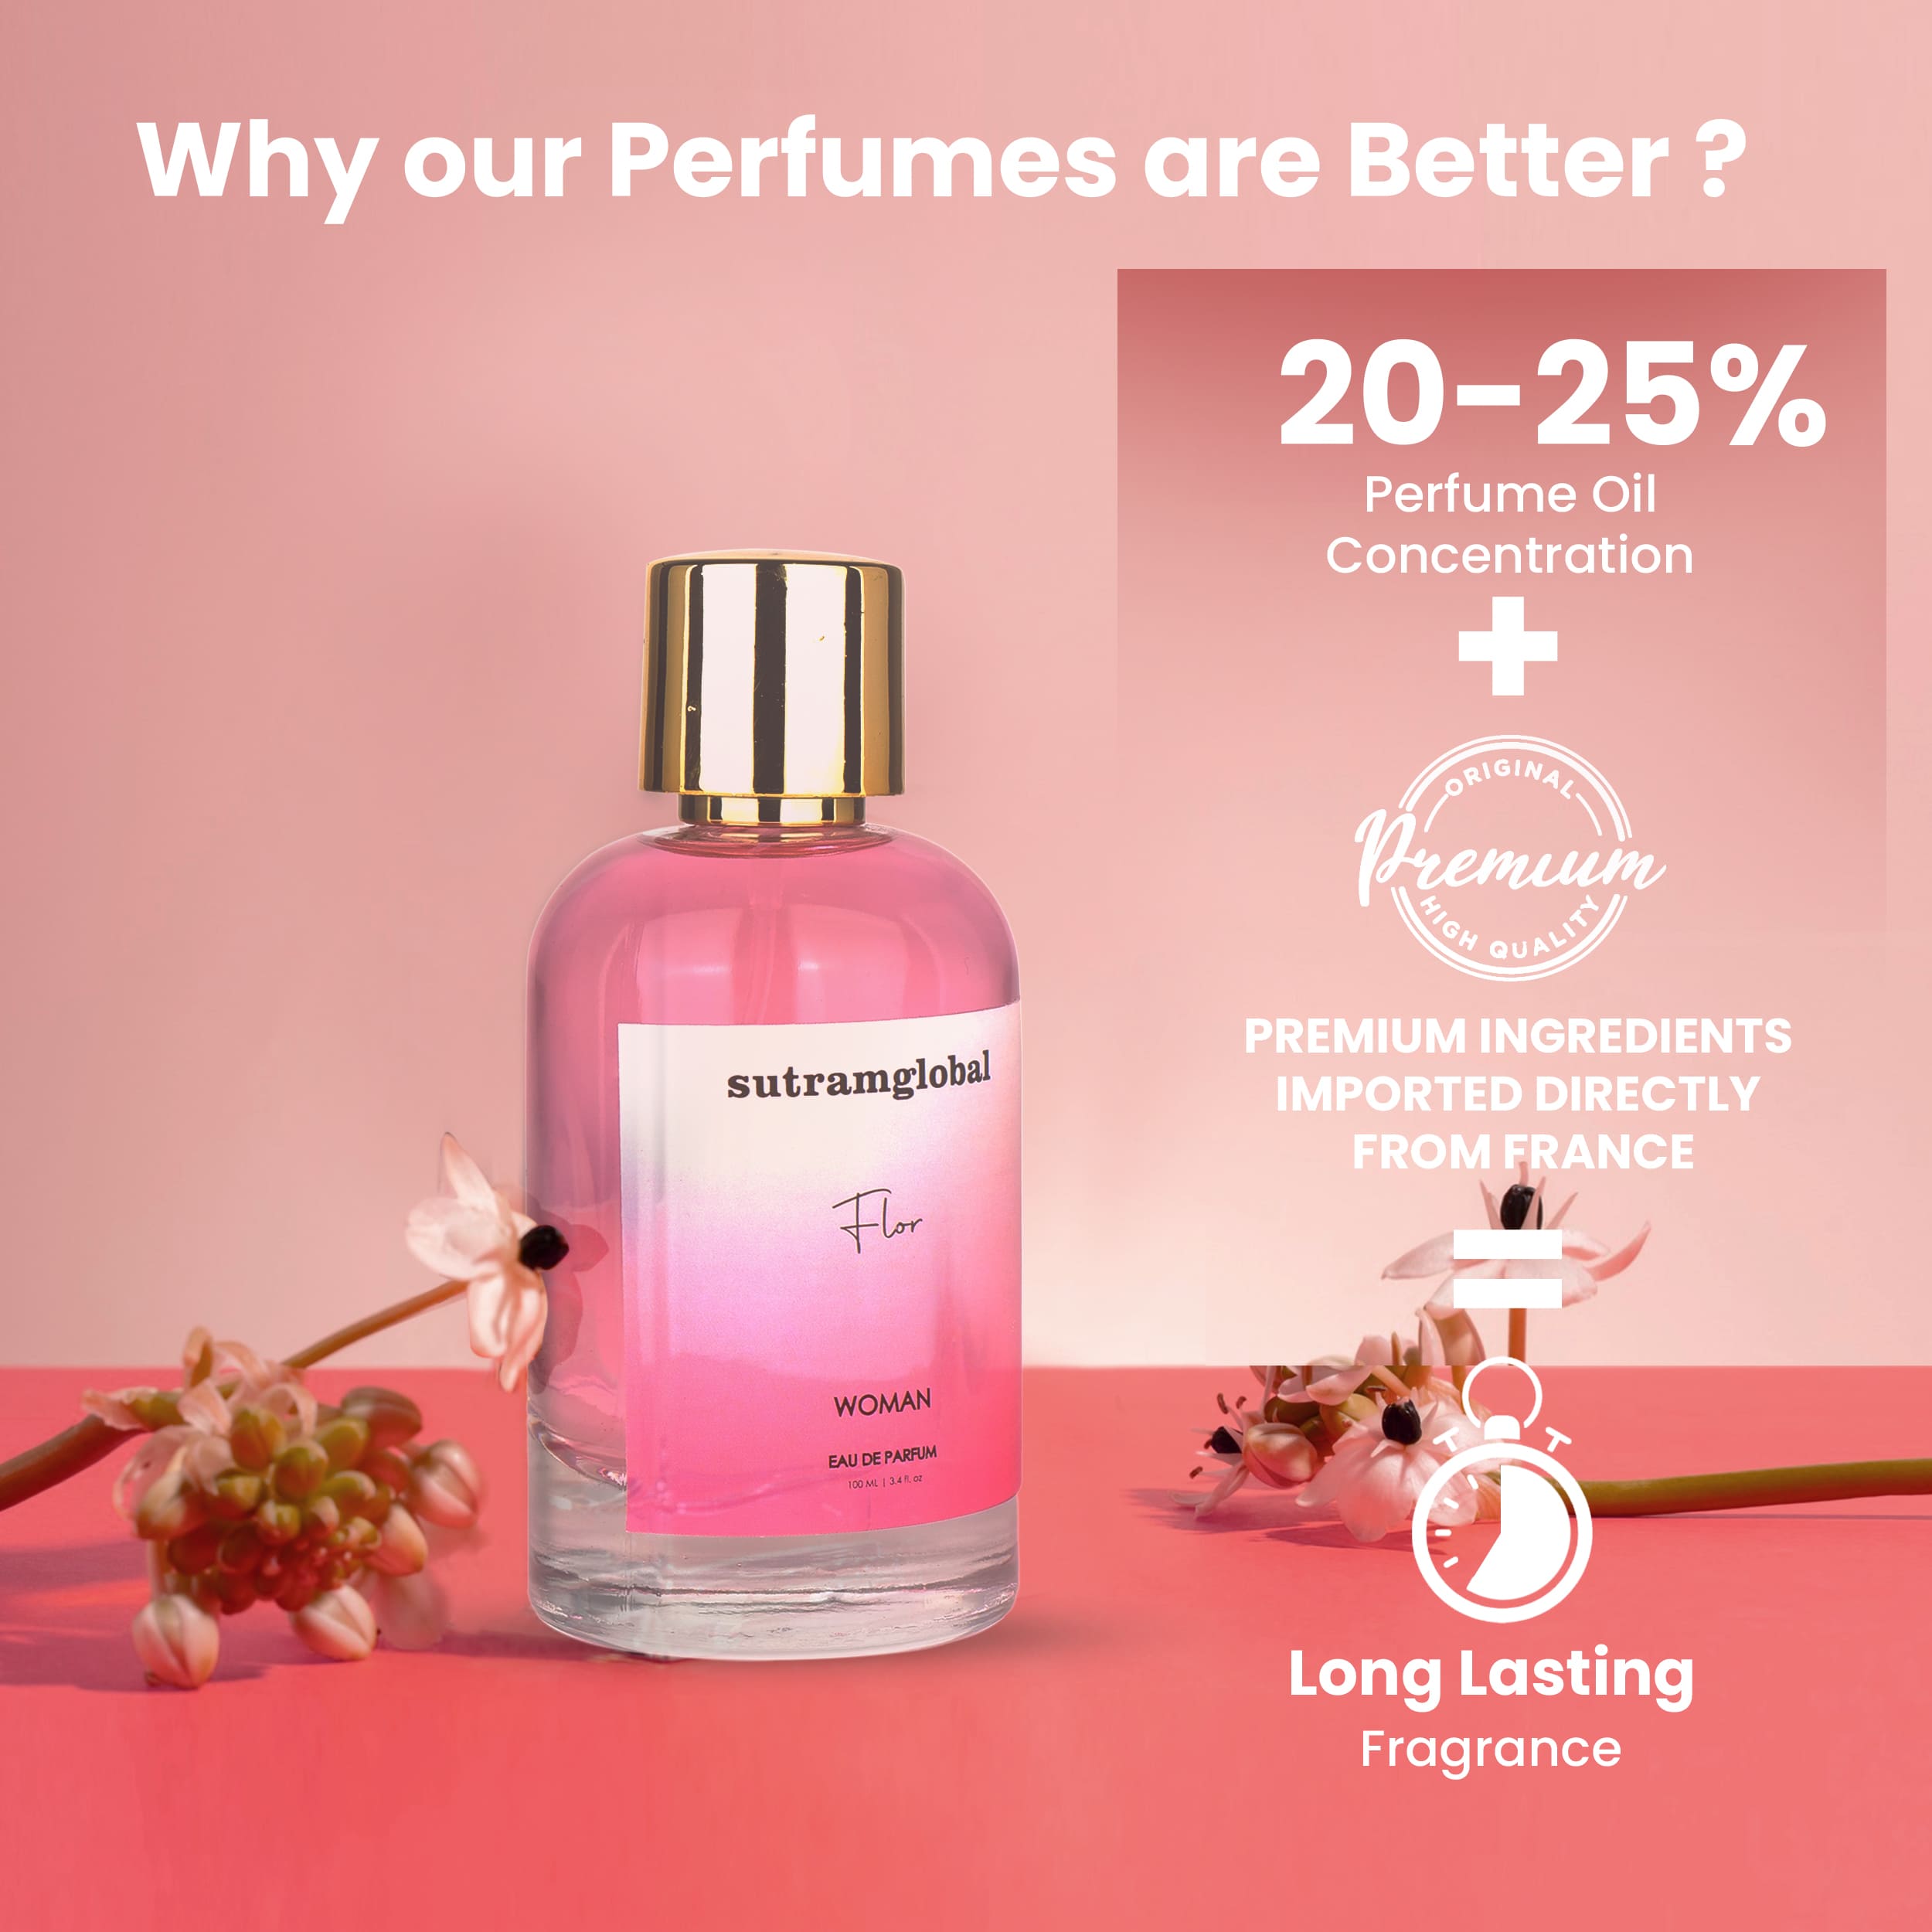 Why our Perfumes are Better ?
20-25%
Perfume Oil
Concentration
+
ORIGINAL
Premium
HIGH QUALITY
PREMIUM INGREDIENTS
IMPORTED DIRECTLY
FROM FRANCE
=
Long Lasting
Fragrance
sutramglobal
Flor
WOMAN
EAU DE PARFUM
100 ML | 3.4 fl. oz